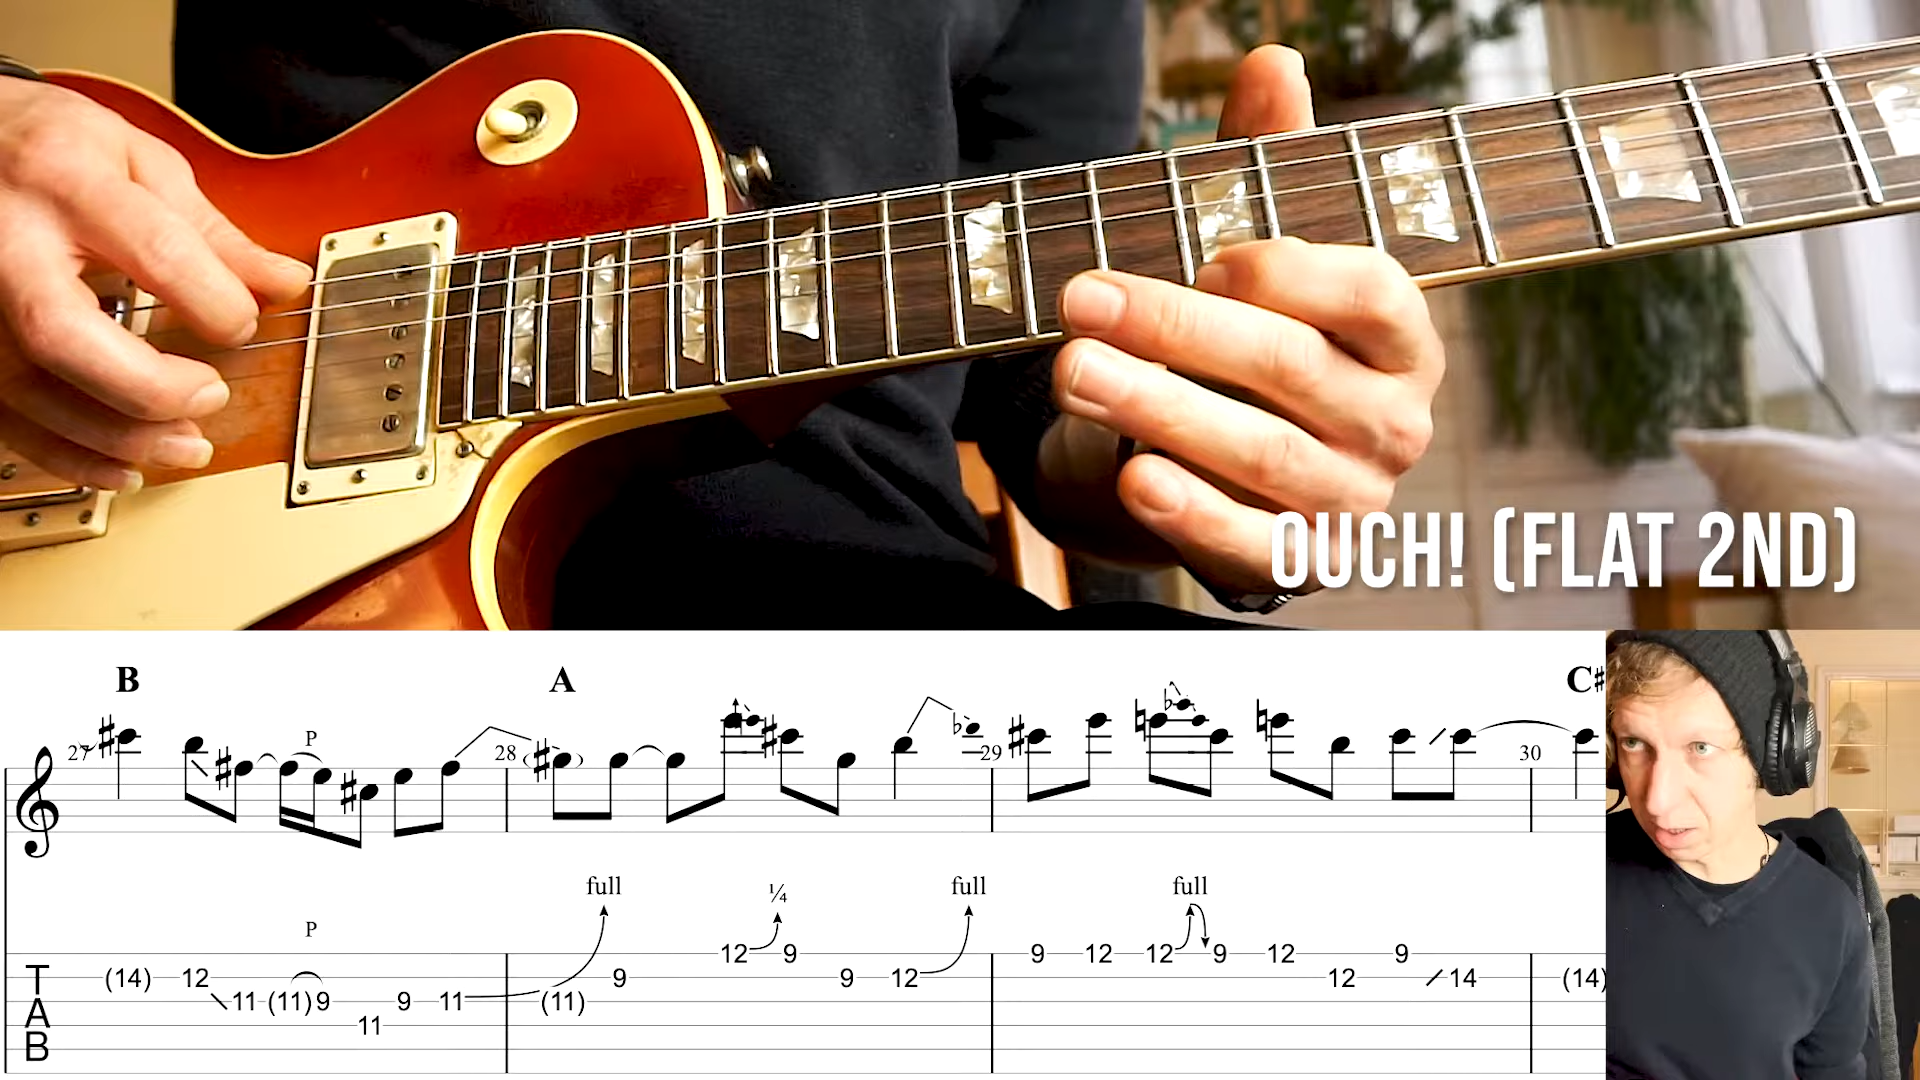 OUCH! (FLAT 2ND)
B A C#
27 P 28 29 30
full ¼ full full
P
12 9 9 12 12 9 12 9
T (14) 12 9 9 12 12 14 (14)
A 11 (11) 9 9 11 (11)
11
B